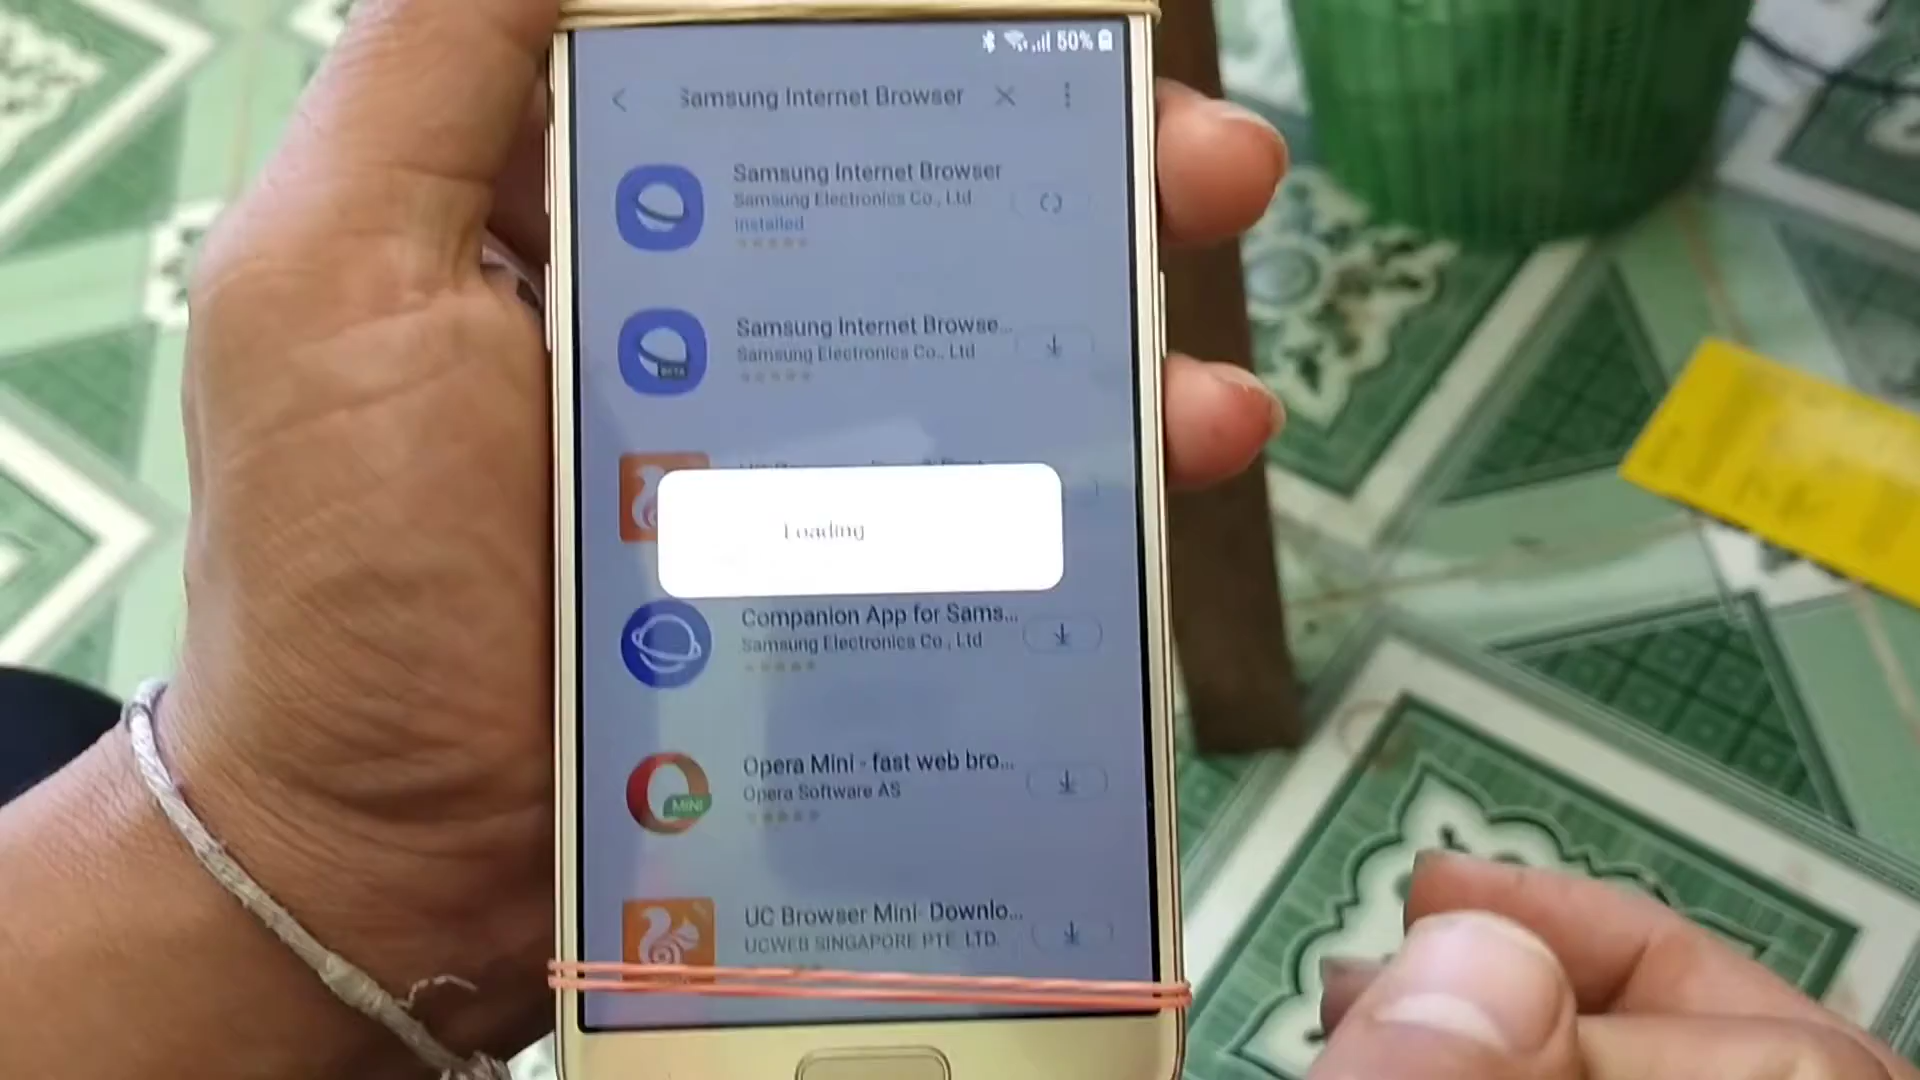 50%
Samsung Internet Browser
Samsung Internet Browser
Samsung Electronics Co., Ltd
Installed
Samsung Internet Browse...
Samsung Electronics Co., Ltd
BETA
Loading
Companion App for Sams...
Samsung Electronics Co., Ltd
Opera Mini - fast web bro...
Opera Software AS
MINI
UC Browser Mini- Downlo...
UCWEB SINGAPORE PTE. LTD.